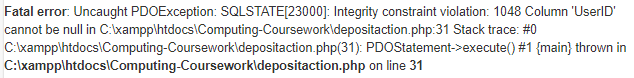 Fatal error: Uncaught PDOException: SQLSTATE[23000]: Integrity constraint violation: 1048 Column 'UserID'
cannot be null in C:\xampp\htdocs\Computing-Coursework\depositaction.php:31 Stack trace: #0
C:\xampp\htdocs\Computing-Coursework\depositaction.php(31): PDOStatement->execute() #1 {main} thrown in
C:\xampp\htdocs\Computing-Coursework\depositaction.php on line 31